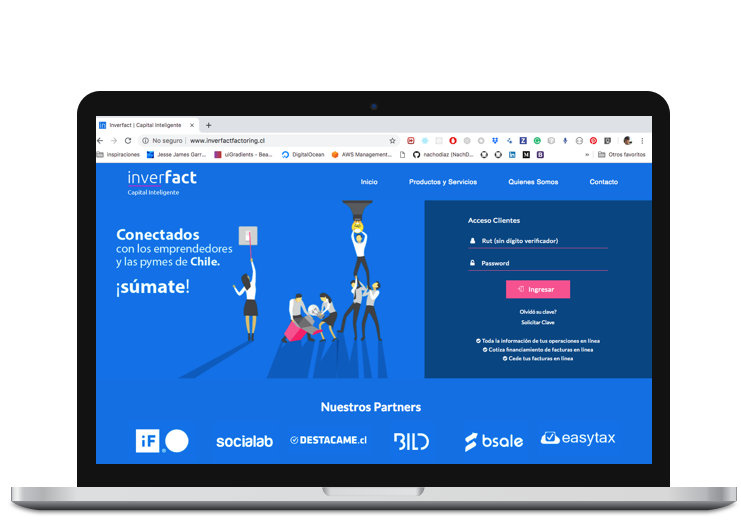 Inverfact | Capital Inteligente
No seguro | www.inverfactfactoring.cl
inspiraciones
Jesse James Garr...
uiGradients - Bea...
DigitalOcean
AWS Management...
nachodiaz (NachD...
»
Otros favoritos
inverfact
Capital Inteligente
Inicio
Productos y Servicios
Quienes Somos
Contacto
Conectados
con los emprendedores
y las pymes de Chile.
¡súmate!
Acceso Clientes
Rut (sin dígito verificador)
Password
Ingresar
Olvidó su clave?
Solicitar Clave
Toda la información de tus operaciones en línea
Cotiza financiamiento de facturas en línea
Cede tus facturas en línea
Nuestros Partners
iF
socialab
DESTACAME.cl
BILD
bsale
easytax